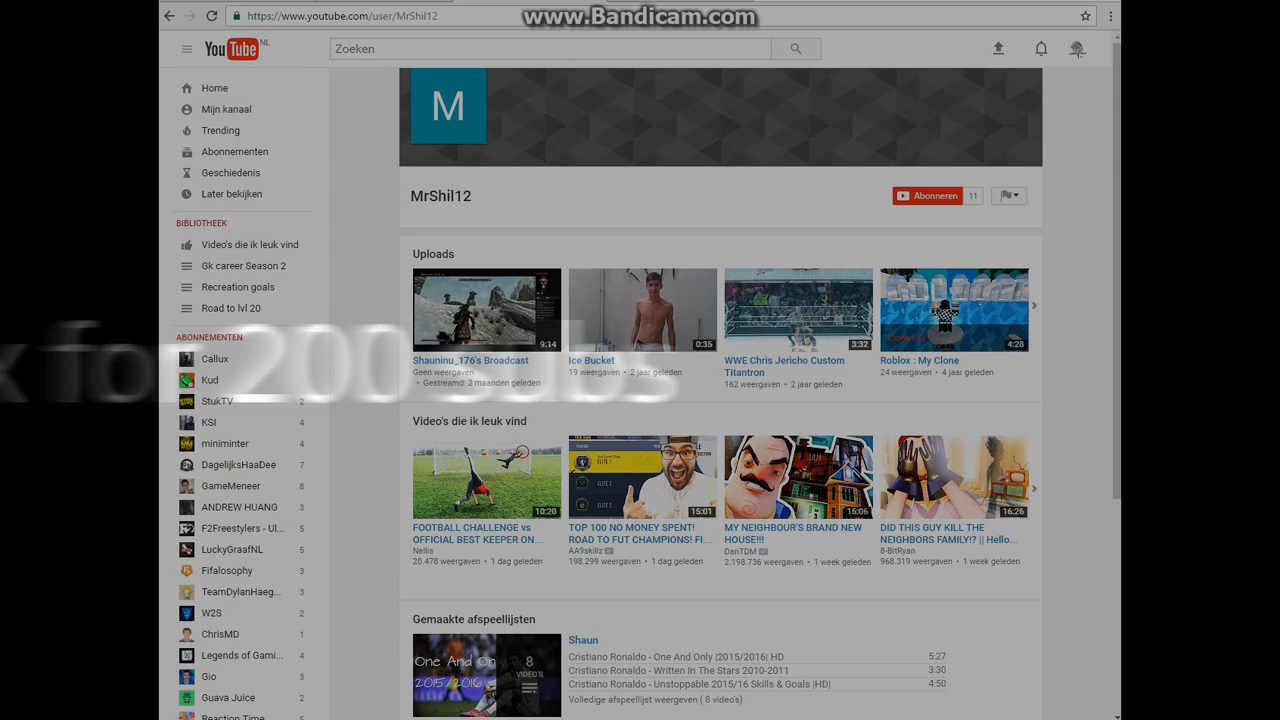 https://www.youtube.com/user/MrShil12
www.Bandicam.com
YouTube NL
Zoeken
Home
Mijn kanaal
Trending
Abonnementen
Geschiedenis
Later bekijken
BIBLIOTHEEK
Video's die ik leuk vind
Gk career Season 2
Recreation goals
Road to lvl 20
ABONNEMENTEN
Callux
Kud
StukTV 2
KSI 4
miniminter 4
DagelijksHaaDee 7
GameMeneer 8
ANDREW HUANG 3
F2Freestylers - Ul... 5
LuckyGraafNL 5
Fifalosophy 3
TeamDylanHaeg... 3
W2S 2
ChrisMD 1
Legends of Gami... 4
Gio 3
Guava Juice 2
Reaction Time
M
MrShil12
Abonneren 11
Uploads
9:14
0:35
3:32
4:28
Shauninu_176's Broadcast
Geen weergaven
• Gestreamd: 2 maanden geleden
Ice Bucket
19 weergaven • 2 jaar geleden
WWE Chris Jericho Custom
Titantron
162 weergaven • 2 jaar geleden
Roblox : My Clone
24 weergaven • 4 jaar geleden
for 200 subs
Video's die ik leuk vind
10:20
15:01
16:06
16:26
FOOTBALL CHALLENGE vs
OFFICIAL BEST KEEPER ON...
Nellis
20.478 weergaven • 1 dag geleden
TOP 100 NO MONEY SPENT!
ROAD TO FUT CHAMPIONS! FI...
AA9skillz
198.299 weergaven • 1 dag geleden
MY NEIGHBOUR'S BRAND NEW
HOUSE!!!
DanTDM
2.198.736 weergaven • 1 week geleden
DID THIS GUY KILL THE
NEIGHBORS FAMILY!? || Hello...
8-BitRyan
968.319 weergaven • 1 week geleden
Gemaakte afspeellijsten
One And On
2015/2016
8
VIDEO'S
Shaun
Cristiano Ronaldo - One And Only |2015/2016| HD 5:27
Cristiano Ronaldo - Written In The Stars 2010-2011 3:30
Cristiano Ronaldo - Unstoppable 2015/16 Skills & Goals |HD| 4:50
Volledige afspeellijst weergeven ( 8 video's)